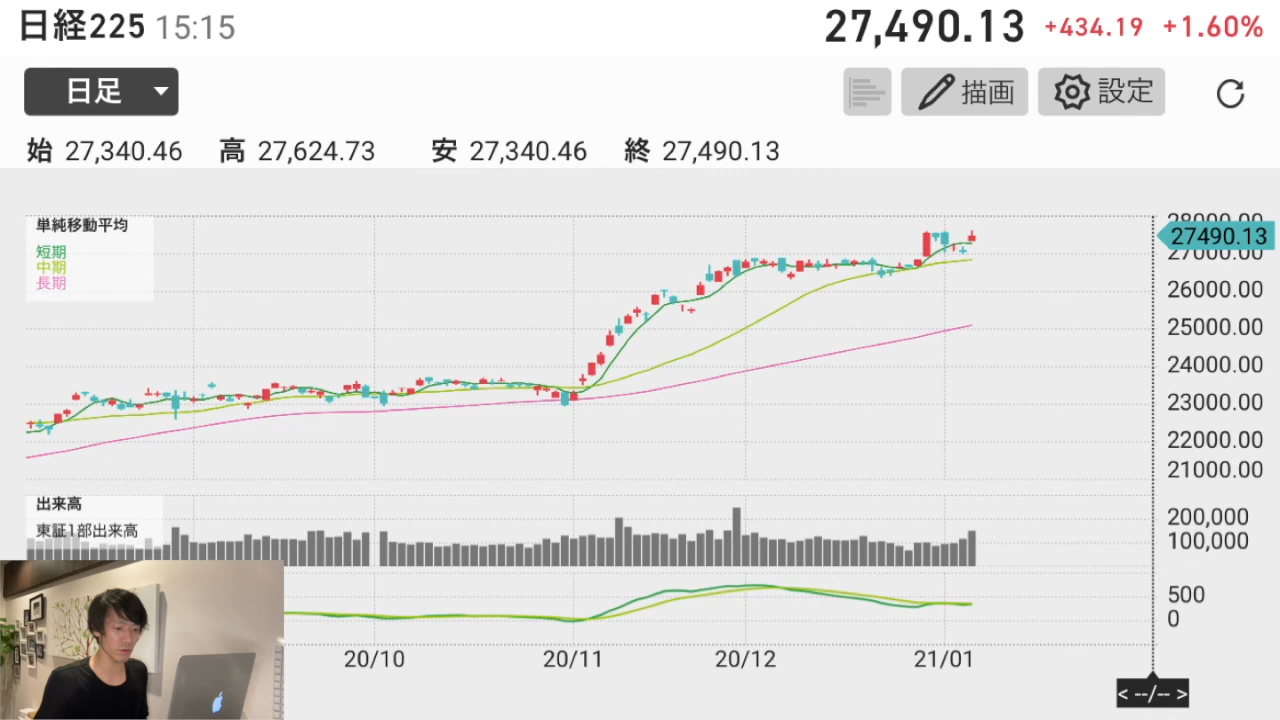 日経225 15:15 27,490.13 +434.19 +1.60%
日足 描画 設定
始 27,340.46 高 27,624.73 安 27,340.46 終 27,490.13
単純移動平均
短期
中期
長期
28000.00
27490.13
27000.00
26000.00
25000.00
24000.00
23000.00
22000.00
21000.00
出来高
東証1部出来高
200,000
100,000
500
0
20/10 20/11 20/12 21/01
< --/-- >